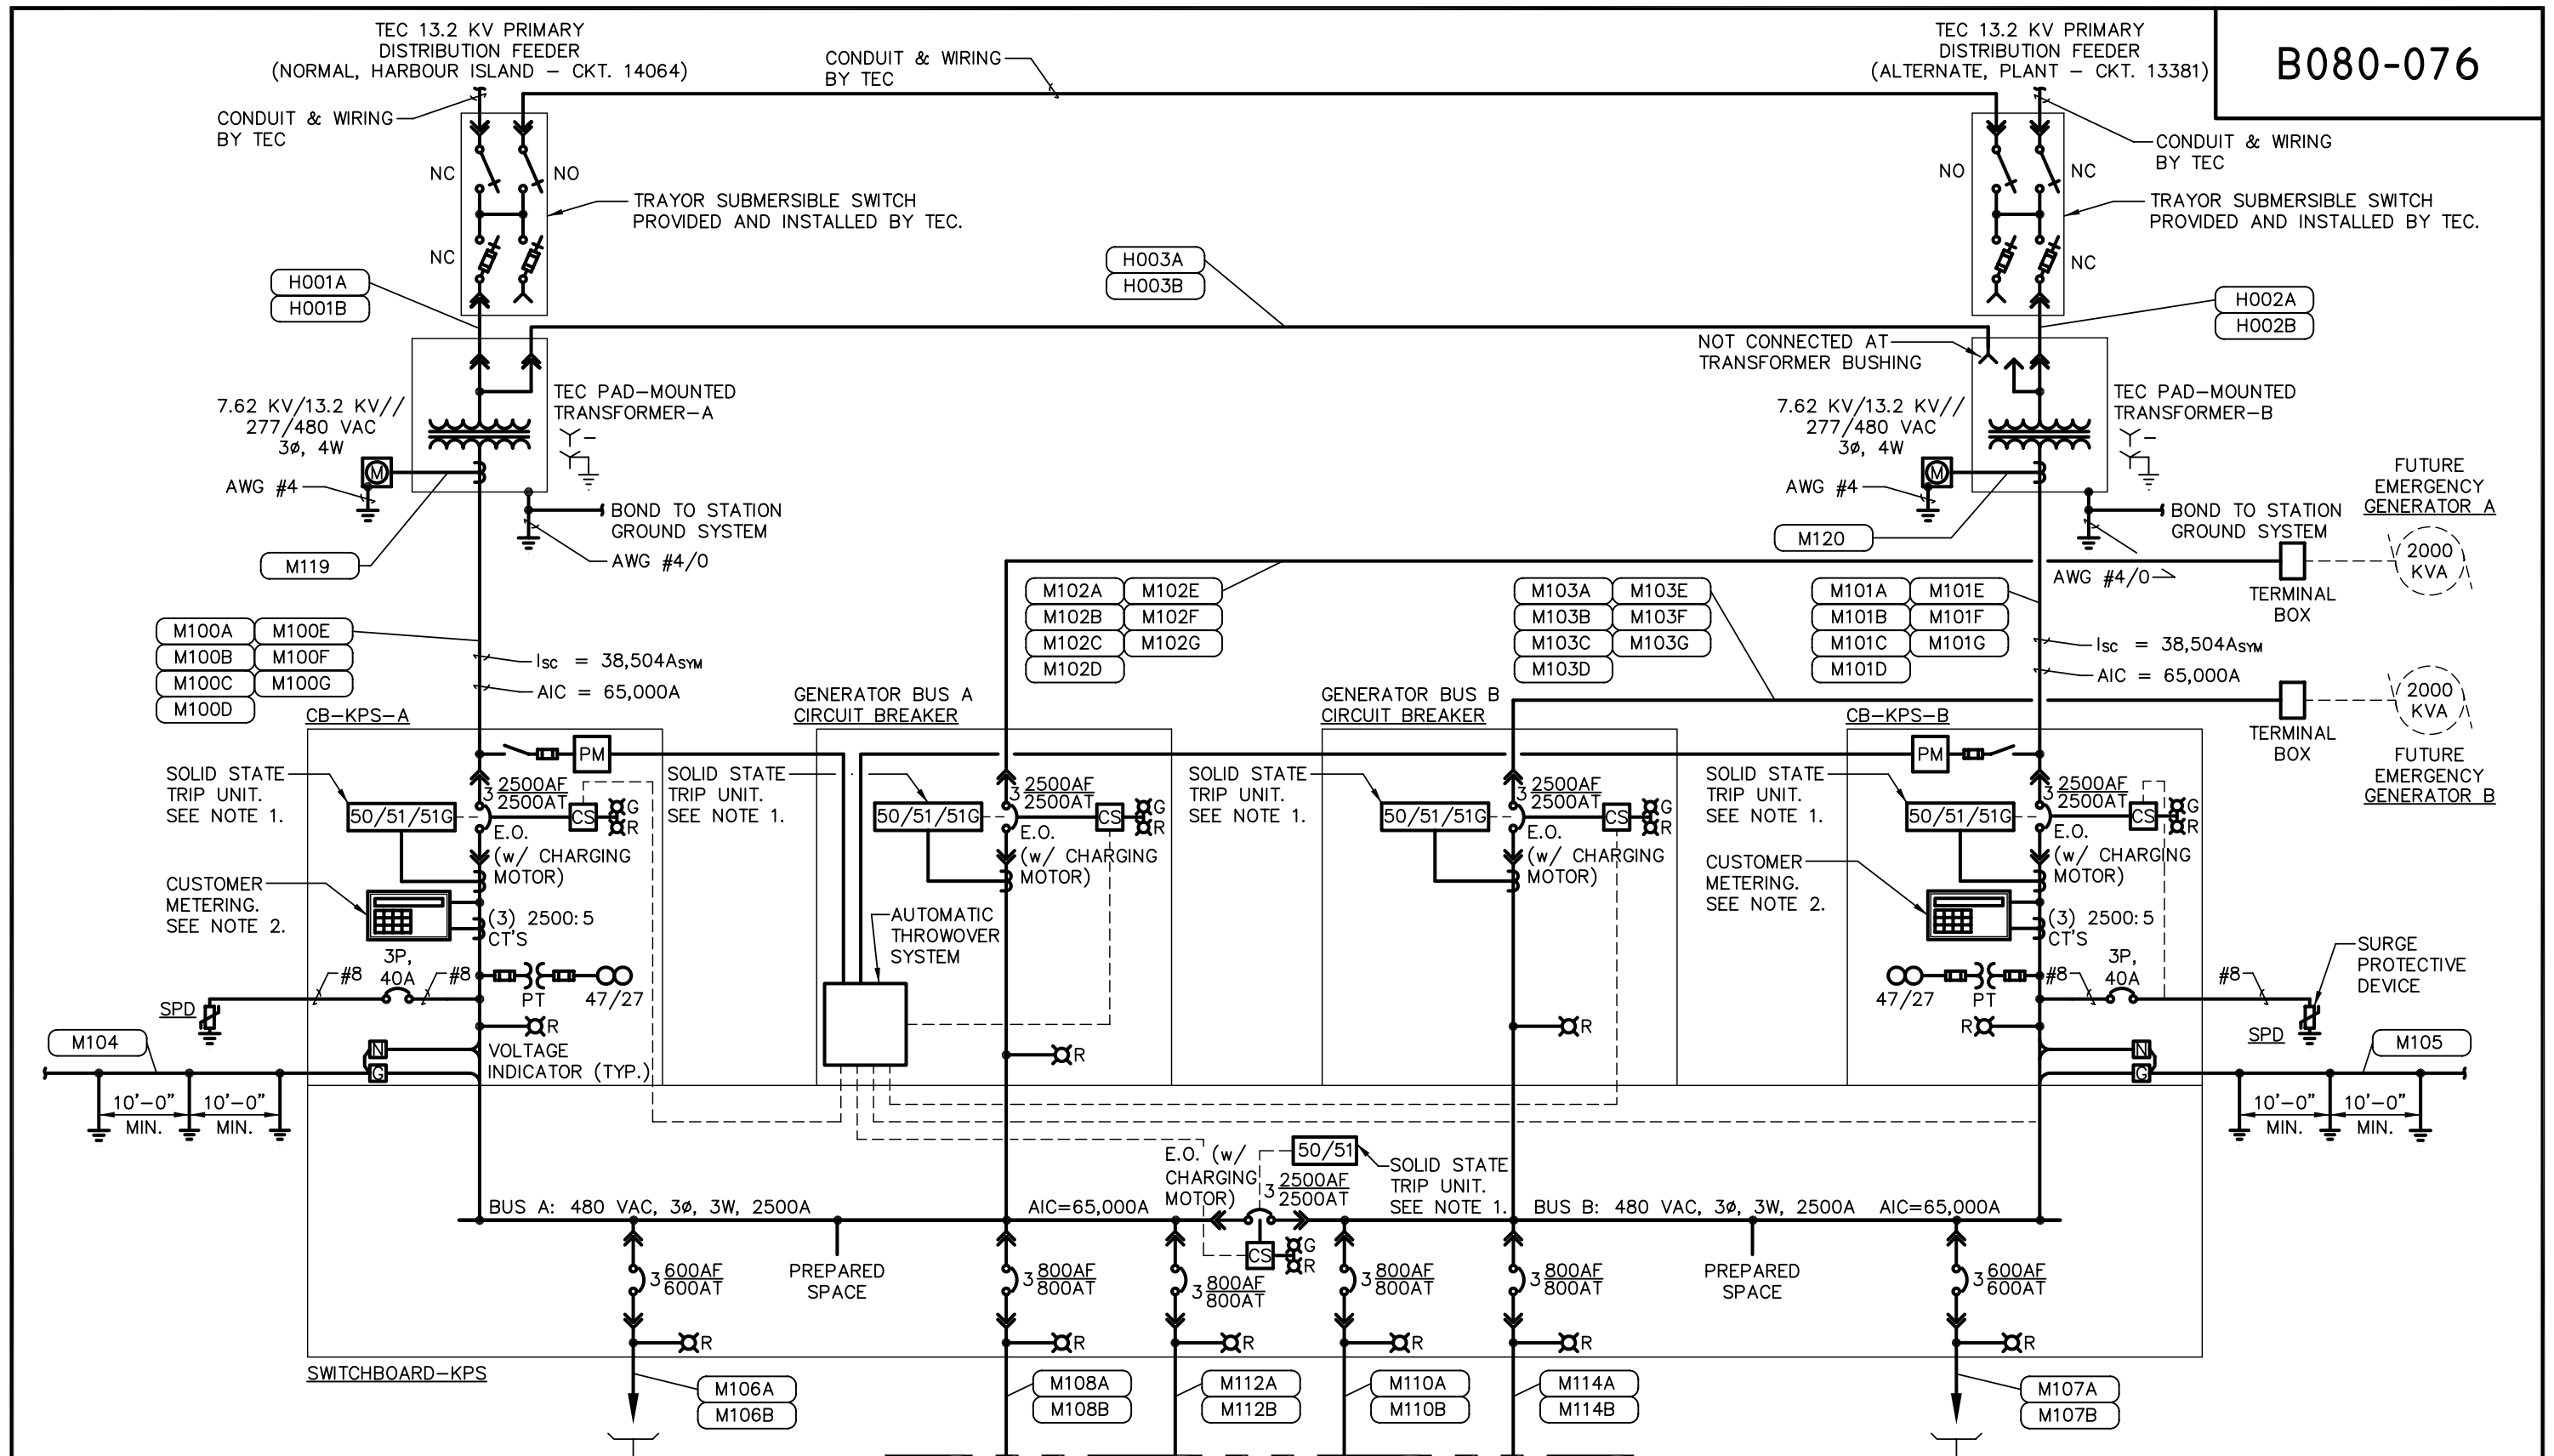 TEC 13.2 KV PRIMARY
DISTRIBUTION FEEDER
(NORMAL, HARBOUR ISLAND – CKT. 14064)
CONDUIT & WIRING
BY TEC
TEC 13.2 KV PRIMARY
DISTRIBUTION FEEDER
(ALTERNATE, PLANT – CKT. 13381)
B080-076
CONDUIT & WIRING
BY TEC
NC
NO
TRAYOR SUBMERSIBLE SWITCH
PROVIDED AND INSTALLED BY TEC.
NC
CONDUIT & WIRING
BY TEC
NO
NC
TRAYOR SUBMERSIBLE SWITCH
PROVIDED AND INSTALLED BY TEC.
NC
H001A
H001B
H003A
H003B
H002A
H002B
NOT CONNECTED AT
TRANSFORMER BUSHING
TEC PAD-MOUNTED
TRANSFORMER-A
7.62 KV/13.2 KV//
277/480 VAC
3ø, 4W
M
AWG #4
BOND TO STATION
GROUND SYSTEM
AWG #4/0
M119
TEC PAD-MOUNTED
TRANSFORMER-B
7.62 KV/13.2 KV//
277/480 VAC
3ø, 4W
M
AWG #4
BOND TO STATION
GROUND SYSTEM
AWG #4/0
M120
FUTURE
EMERGENCY
GENERATOR A
2000
KVA
TERMINAL
BOX
2000
KVA
TERMINAL
BOX
FUTURE
EMERGENCY
GENERATOR B
M100A M100E
M100B M100F
M100C M100G
M100D
ISC = 38,504ASYM
AIC = 65,000A
M102A M102E
M102B M102F
M102C M102G
M102D
M103A M103E
M103B M103F
M103C M103G
M103D
M101A M101E
M101B M101F
M101C M101G
M101D
ISC = 38,504ASYM
AIC = 65,000A
CB-KPS-A
GENERATOR BUS A
CIRCUIT BREAKER
GENERATOR BUS B
CIRCUIT BREAKER
CB-KPS-B
PM
PM
SOLID STATE
TRIP UNIT.
SEE NOTE 1.
50/51/51G
3 2500AF
2500AT
CS
G
R
E.O.
(w/ CHARGING
MOTOR)
SOLID STATE
TRIP UNIT.
SEE NOTE 1.
50/51/51G
3 2500AF
2500AT
CS
G
R
E.O.
(w/ CHARGING
MOTOR)
SOLID STATE
TRIP UNIT.
SEE NOTE 1.
50/51/51G
3 2500AF
2500AT
CS
G
R
E.O.
(w/ CHARGING
MOTOR)
SOLID STATE
TRIP UNIT.
SEE NOTE 1.
50/51/51G
3 2500AF
2500AT
CS
G
R
E.O.
(w/ CHARGING
MOTOR)
CUSTOMER
METERING.
SEE NOTE 2.
(3) 2500:5
CT'S
3P,
40A
#8
#8
PT
47/27
SPD
R
VOLTAGE
INDICATOR (TYP.)
N
G
M104
10'-0"
MIN.
10'-0"
MIN.
AUTOMATIC
THROWOVER
SYSTEM
R
R
CUSTOMER
METERING.
SEE NOTE 2.
(3) 2500:5
CT'S
3P,
40A
#8
#8
47/27
PT
R
SURGE
PROTECTIVE
DEVICE
SPD
N
G
M105
10'-0"
MIN.
10'-0"
MIN.
E.O. (w/
CHARGING
MOTOR)
50/51
3 2500AF
2500AT
SOLID STATE
TRIP UNIT.
SEE NOTE 1.
CS
G
R
BUS A: 480 VAC, 3ø, 3W, 2500A
AIC=65,000A
BUS B: 480 VAC, 3ø, 3W, 2500A
AIC=65,000A
3 600AF
600AT
PREPARED
SPACE
3 800AF
800AT
3 800AF
800AT
3 800AF
800AT
3 800AF
800AT
PREPARED
SPACE
3 600AF
600AT
R
R
R
R
R
R
SWITCHBOARD-KPS
M106A
M106B
M108A
M108B
M112A
M112B
M110A
M110B
M114A
M114B
M107A
M107B